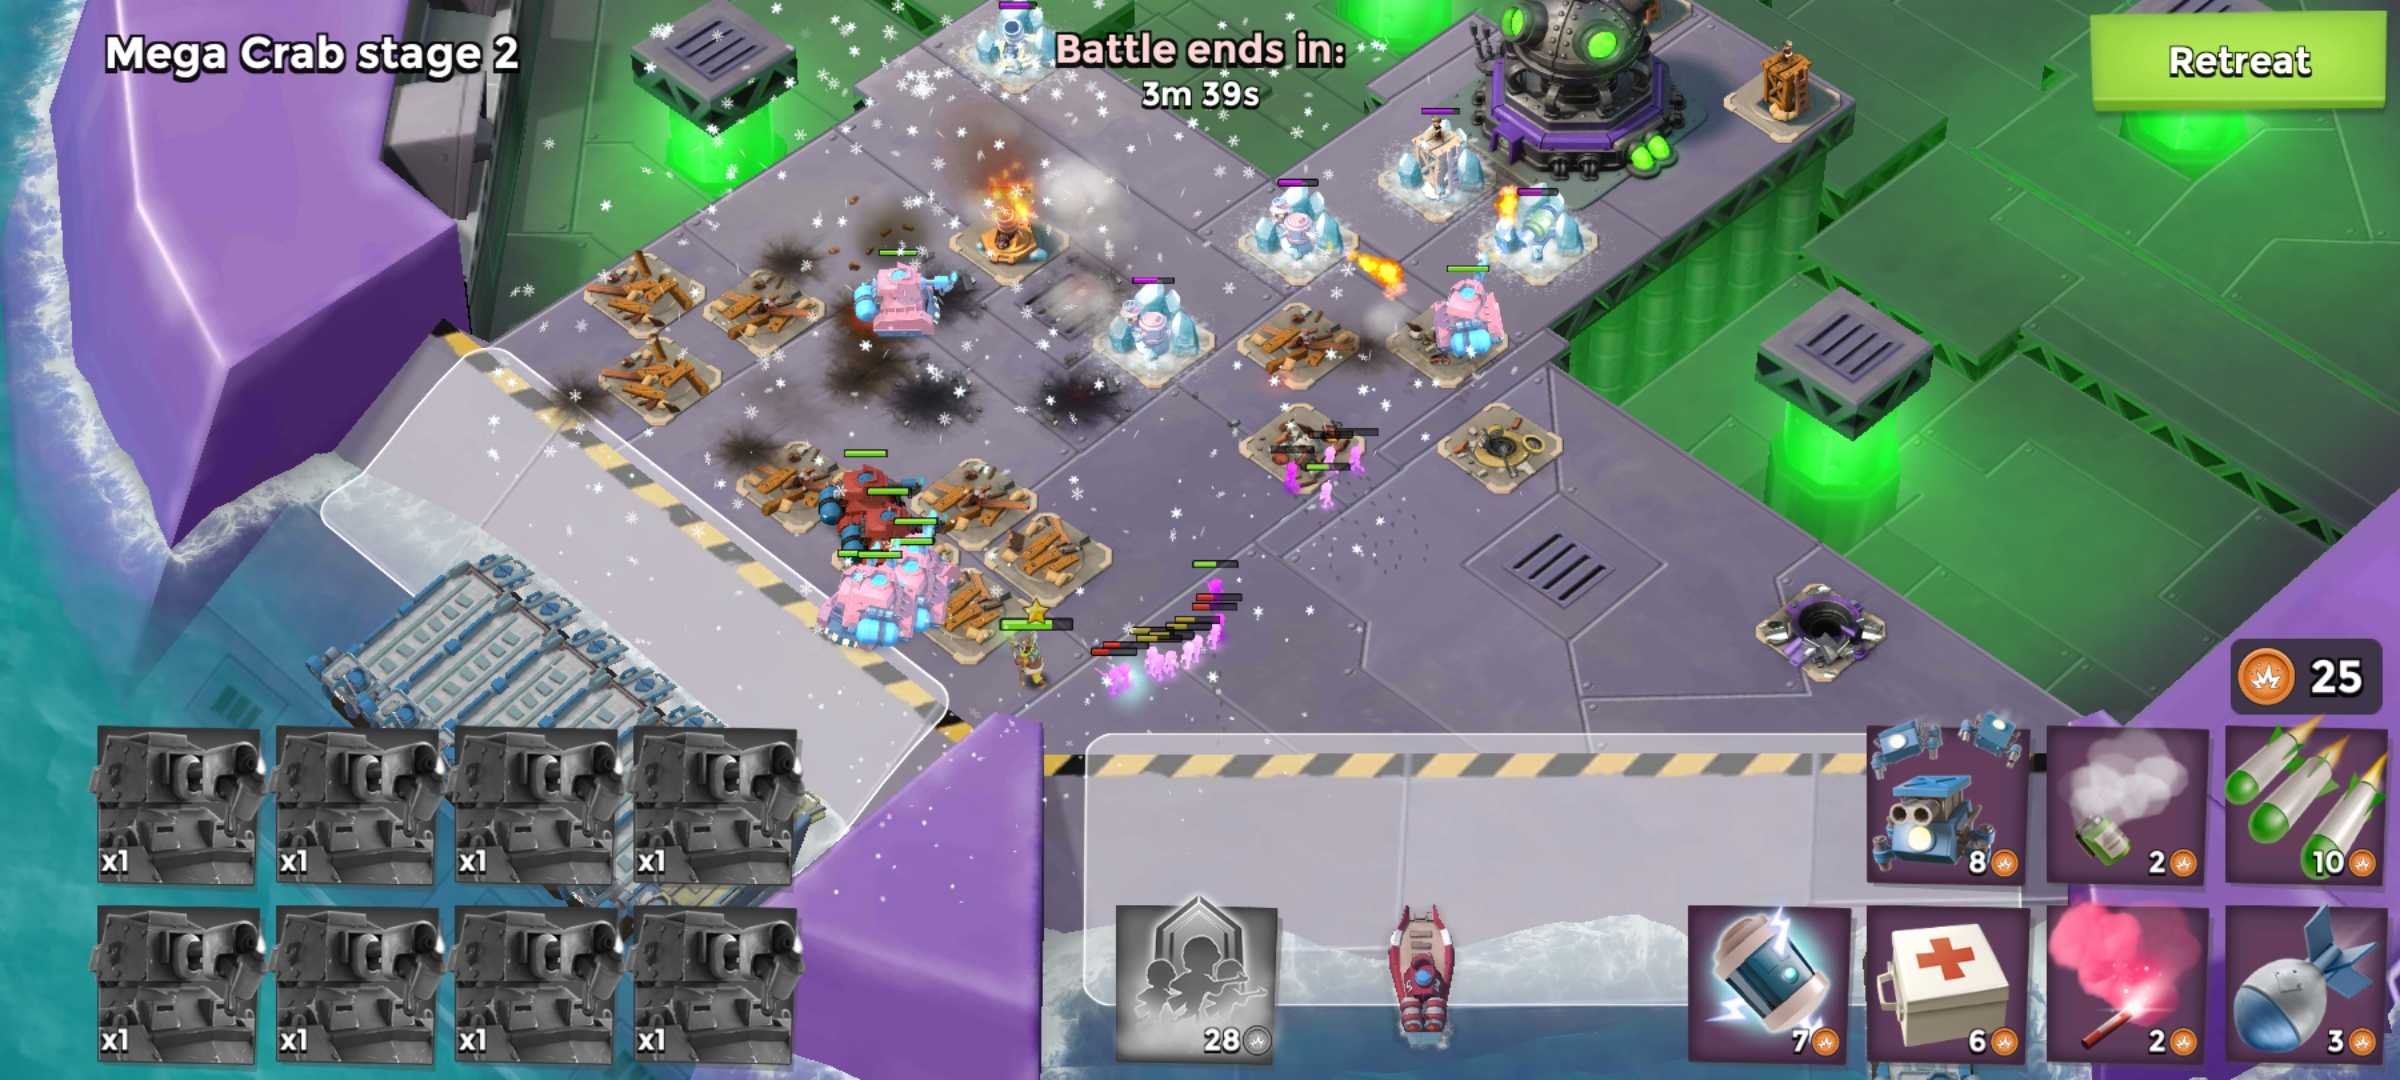 Mega Crab stage 2
Battle ends in:
3m 39s
Retreat
25
x1 x1 x1 x1
8 2 10
x1 x1 x1 x1
28 7 6 2 3